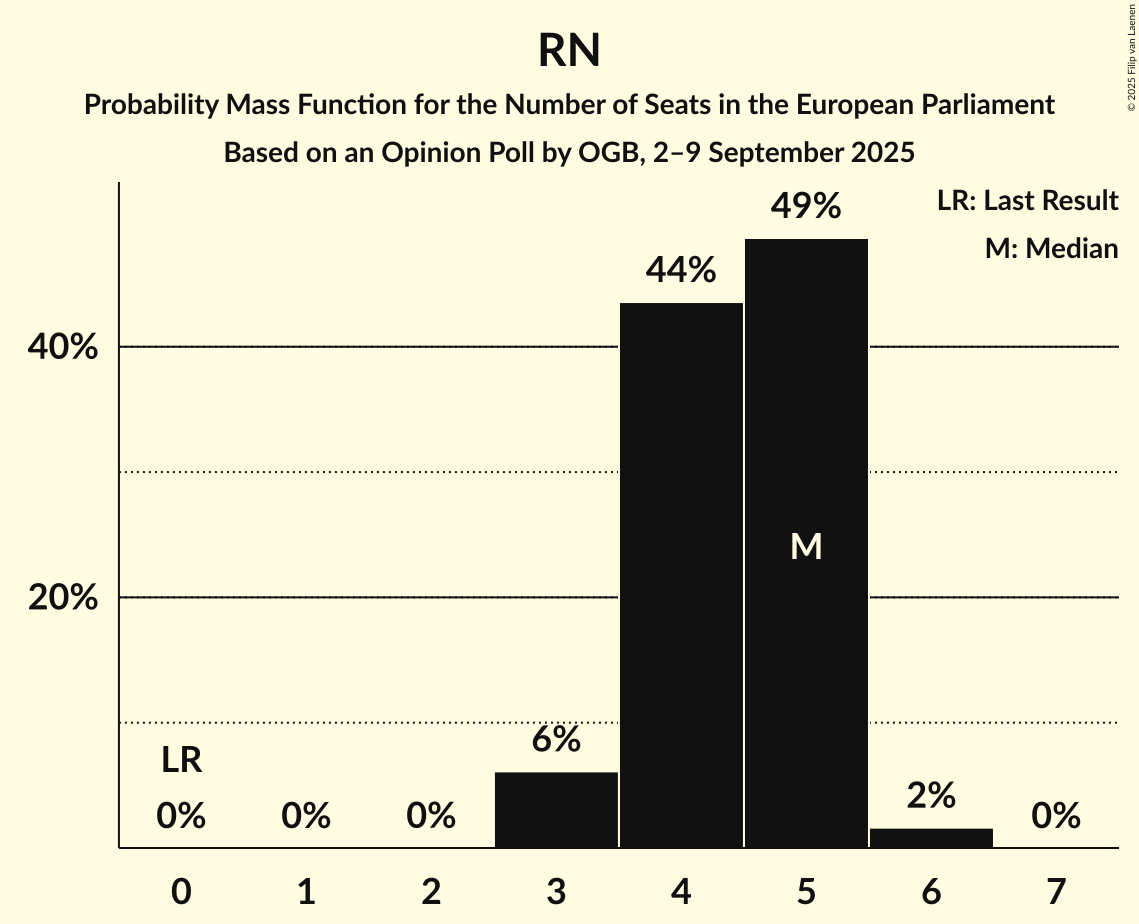 RN
Probability Mass Function for the Number of Seats in the European Parliament
Based on an Opinion Poll by OGB, 2–9 September 2025
© 2025 Filip van Laenen
LR: Last Result
M: Median
49%
44%
40%
M
20%
6%
LR
2%
0% 0% 0% 0%
0 1 2 3 4 5 6 7